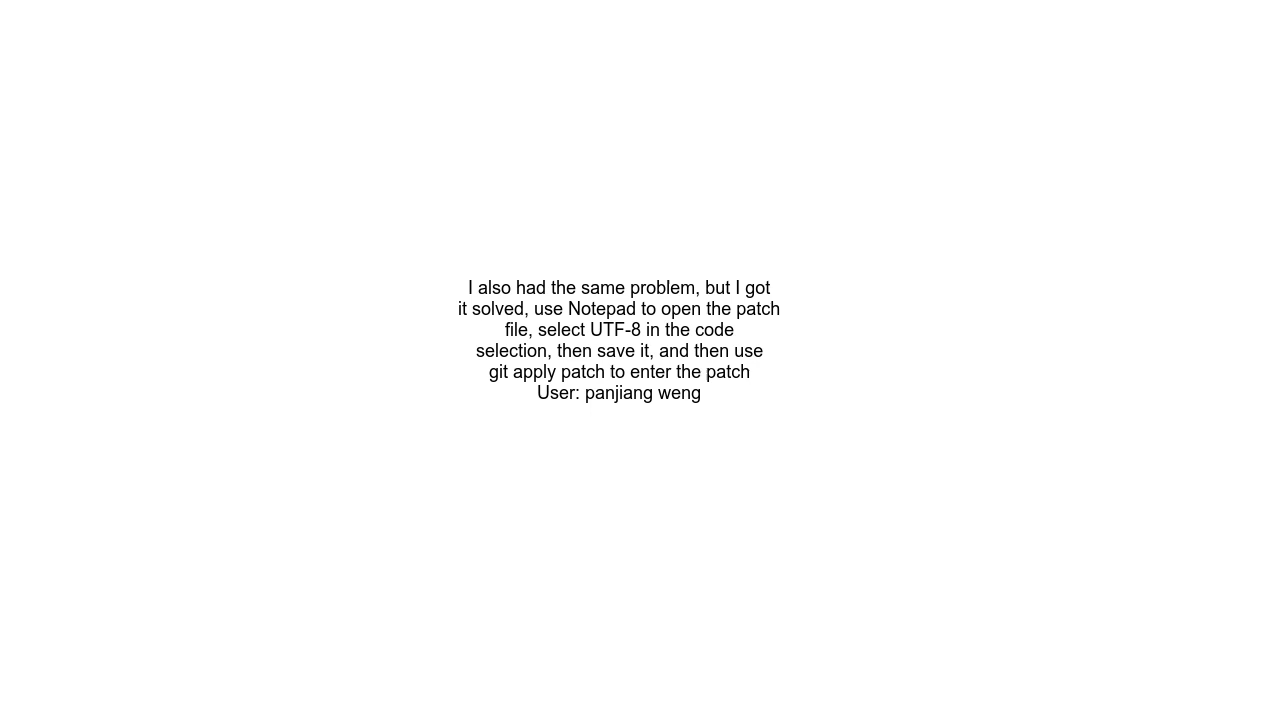 I also had the same problem, but I got
it solved, use Notepad to open the patch
file, select UTF-8 in the code
selection, then save it, and then use
git apply patch to enter the patch
User: panjiang weng